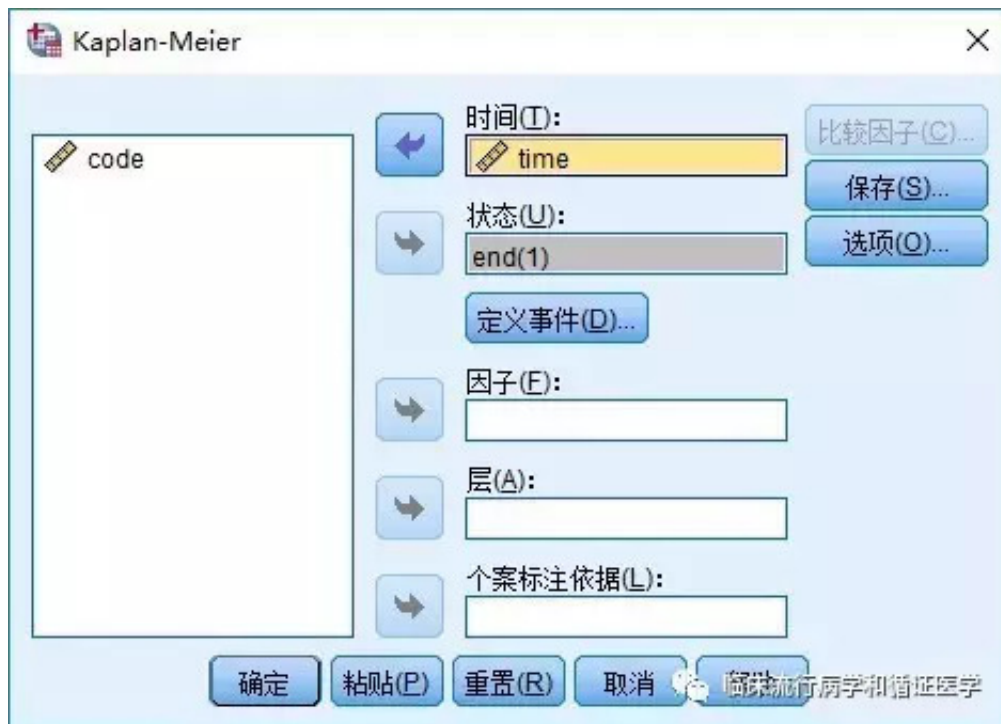 Kaplan-Meier
code
时间(T):
time
状态(U):
end(1)
定义事件(D)...
因子(F):
层(A):
个案标注依据(L):
比较因子(C)...
保存(S)...
选项(O)...
确定
粘贴(P)
重置(R)
取消
临床流行病学和循证医学